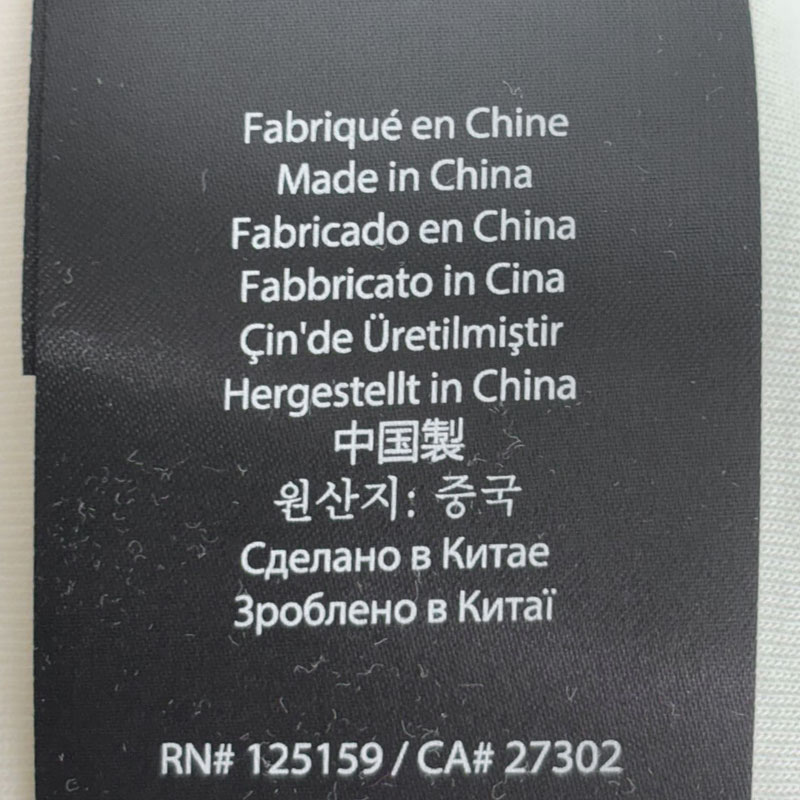 Fabriqué en Chine
Made in China
Fabricado en China
Fabbricato in Cina
Çin'de Üretilmiştir
Hergestellt in China
中国製
원산지: 중국
Сделано в Китае
Зроблено в Китаї
RN# 125159 / CA# 27302